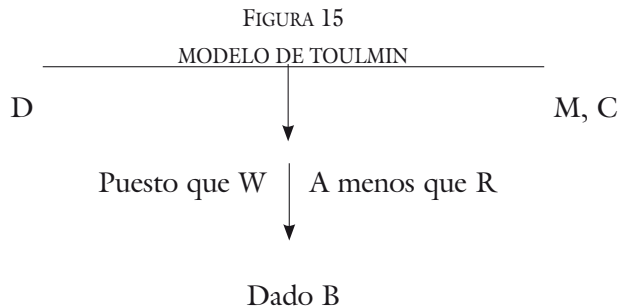 FIGURA 15
MODELO DE TOULMIN
D M, C
Puesto que W A menos que R
Dado B